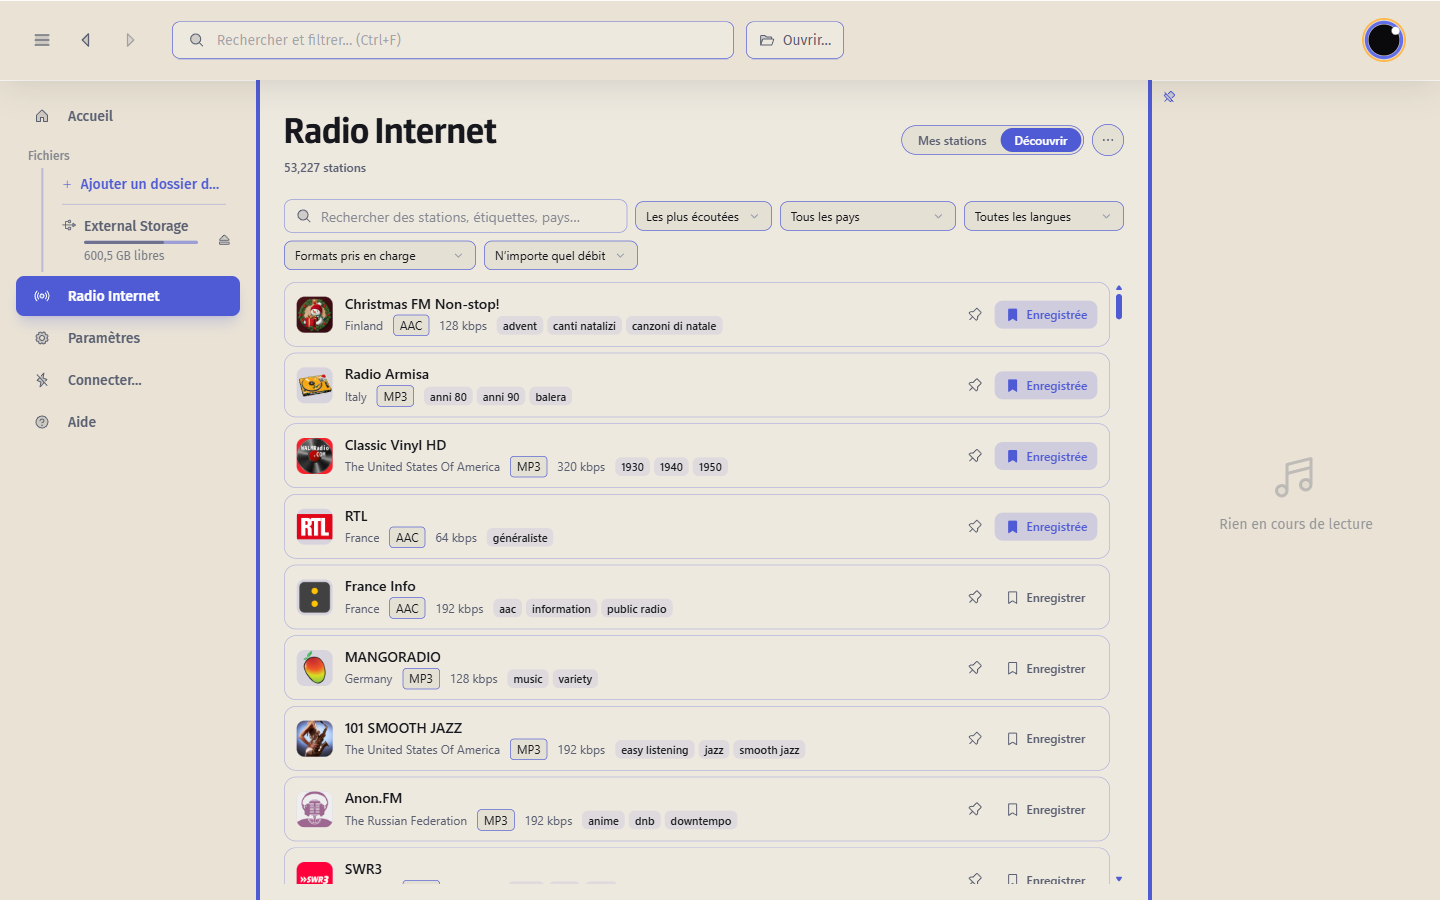 Rechercher et filtrer... (Ctrl+F)
Ouvrir...
Accueil
Fichiers
+ Ajouter un dossier d...
External Storage
600,5 GB libres
Radio Internet
Paramètres
Connecter...
Aide
Radio Internet
53,227 stations
Mes stations
Découvrir
Rechercher des stations, étiquettes, pays...
Les plus écoutées
Tous les pays
Toutes les langues
Formats pris en charge
N'importe quel débit
Christmas FM Non-stop!
Finland AAC 128 kbps advent canti natalizi canzoni di natale
Enregistrée
Radio Armisa
Italy MP3 anni 80 anni 90 balera
Enregistrée
Classic Vinyl HD
The United States Of America MP3 320 kbps 1930 1940 1950
Enregistrée
RTL
RTL
France AAC 64 kbps généraliste
Enregistrée
France Info
France AAC 192 kbps aac information public radio
Enregistrer
MANGORADIO
Germany MP3 128 kbps music variety
Enregistrer
101 SMOOTH JAZZ
The United States Of America MP3 192 kbps easy listening jazz smooth jazz
Enregistrer
Anon.FM
The Russian Federation MP3 192 kbps anime dnb downtempo
Enregistrer
SWR3
SWR3
Enregistrer
Rien en cours de lecture